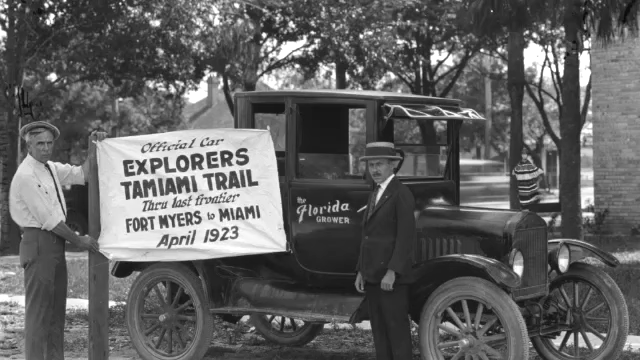 Official Car
EXPLORERS
TAMIAMI TRAIL
Thru last frontier
FORT MYERS to MIAMI
April 1923
the
Florida
GROWER